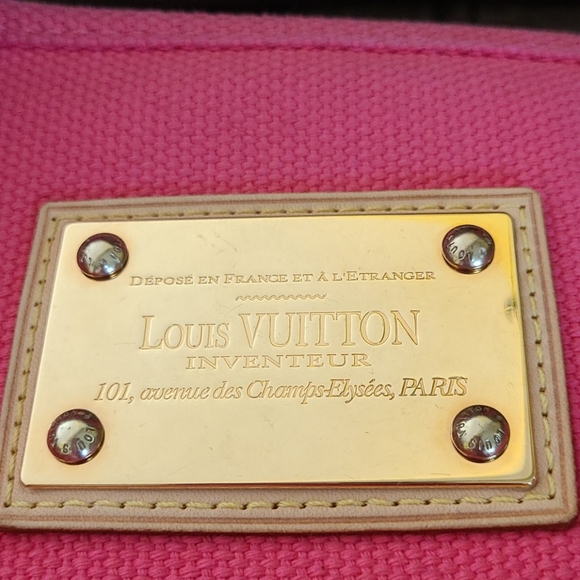 DÉPOSÉ EN FRANCE ET À L'ETRANGER
LOUIS VUITTON
INVENTEUR
101, avenue des Champs-Elysées, PARIS